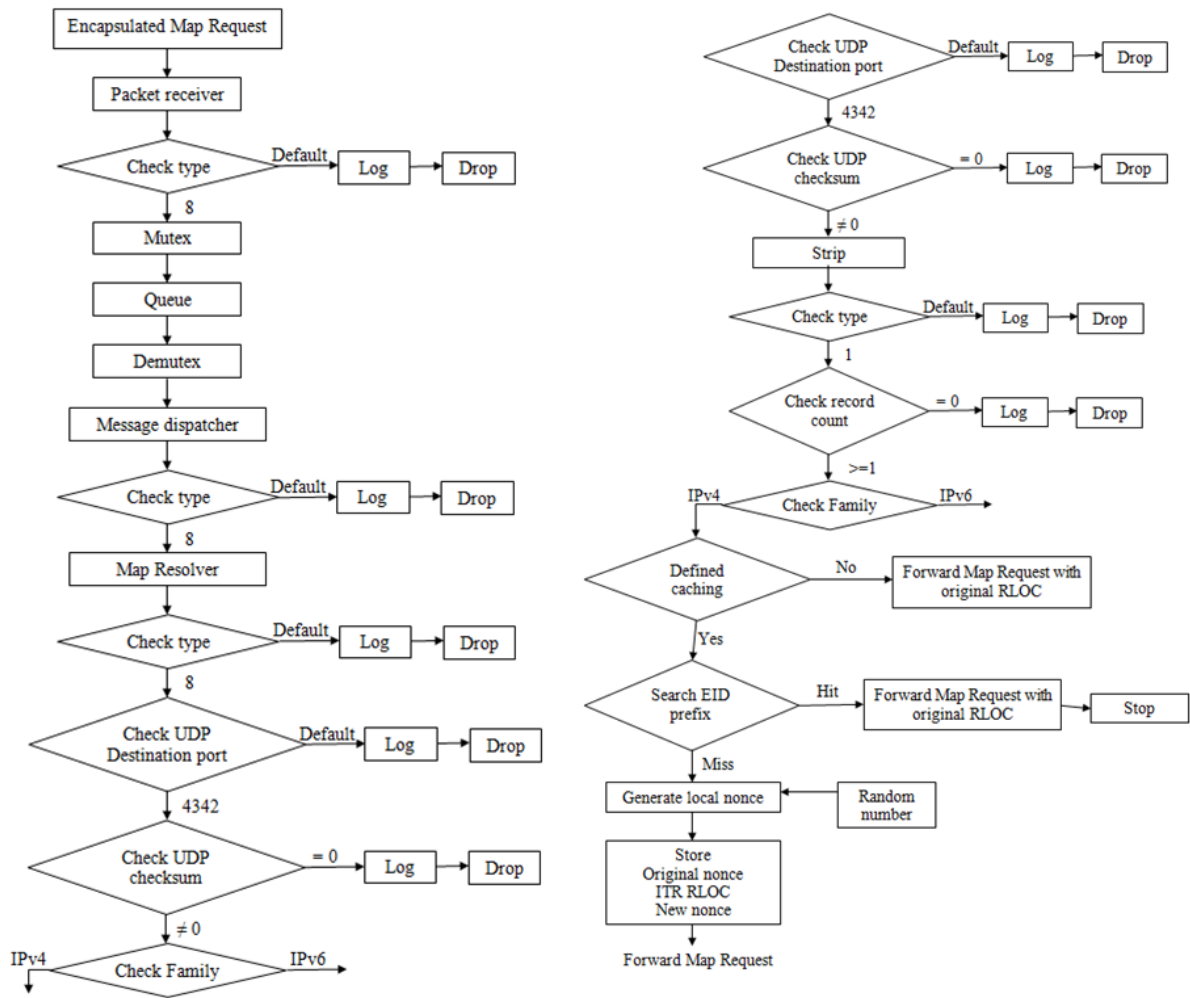 Encapsulated Map Request
Packet receiver
Check type
Default
Log
Drop
8
Mutex
Queue
Demutex
Message dispatcher
Check type
Default
Log
Drop
8
Map Resolver
Check type
Default
Log
Drop
8
Check UDP
Destination port
Default
Log
Drop
4342
Check UDP
checksum
= 0
Log
Drop
≠ 0
IPv4
Check Family
IPv6
Check UDP
Destination port
Default
Log
Drop
4342
Check UDP
checksum
= 0
Log
Drop
≠ 0
Strip
Check type
Default
Log
Drop
1
Check record
count
= 0
Log
Drop
>=1
IPv4
Check Family
IPv6
Defined
caching
No
Forward Map Request with
original RLOC
Yes
Search EID
prefix
Hit
Forward Map Request with
original RLOC
Stop
Miss
Generate local nonce
Random
number
Store
Original nonce
ITR RLOC
New nonce
Forward Map Request